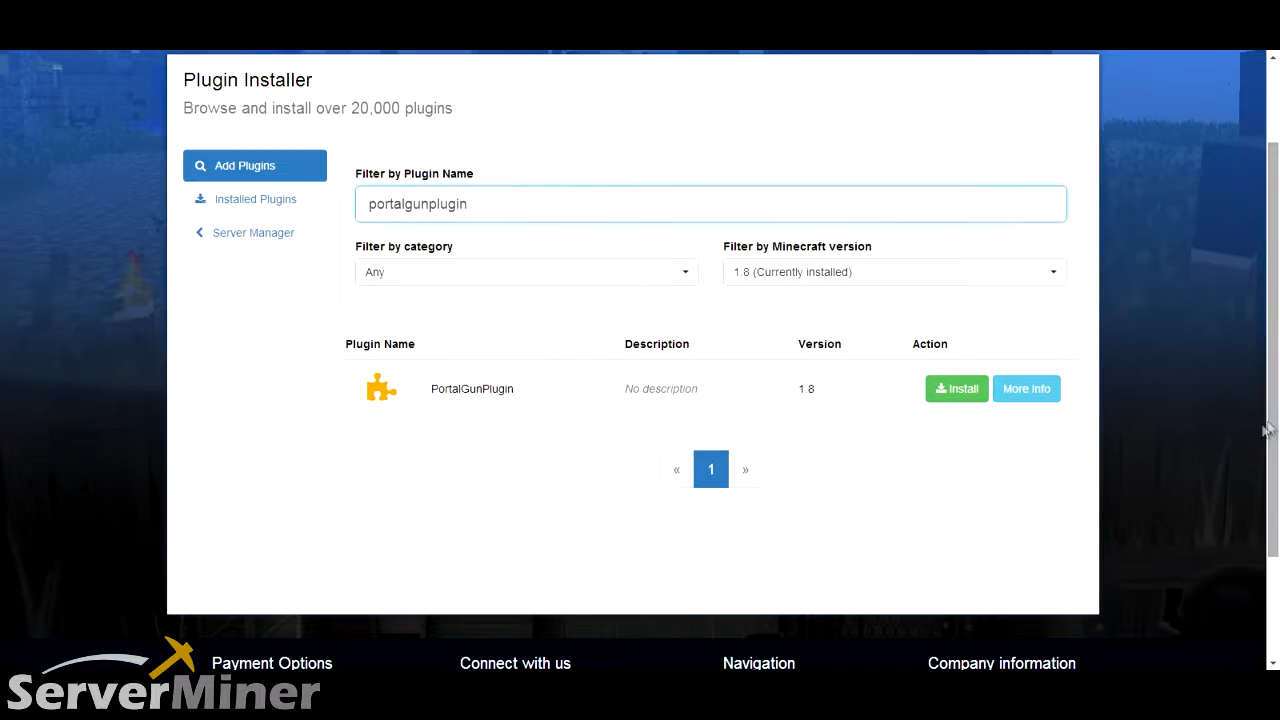 Plugin Installer
Browse and install over 20,000 plugins
Add Plugins
Installed Plugins
Server Manager
Filter by Plugin Name
portalgunplugin
Filter by category
Filter by Minecraft version
Any
1.8 (Currently installed)
Plugin Name Description Version Action
PortalGunPlugin No description 1.8 Install More Info
« 1 »
Payment Options Connect with us Navigation Company information
ServerMiner